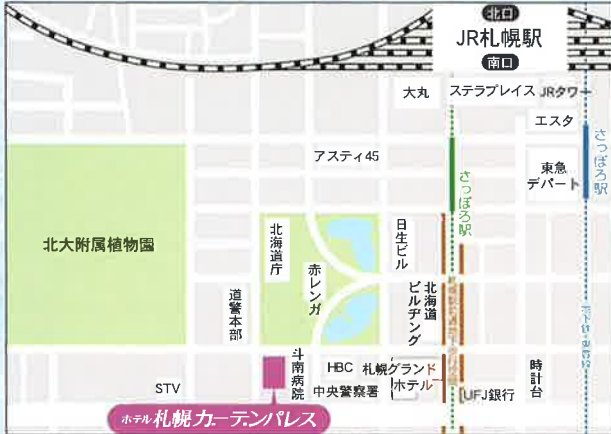 北口
JR札幌駅
南口
大丸
ステラプレイス
JRタワー
エスタ
アスティ45
東急
デパート
さっぽろ駅
さっぽろ駅
北大附属植物園
北海道庁
赤レンガ
日生ビル
北海道
ビルヂング
道警本部
斗南病院
HBC
札幌グランド
ホテル
中央警察署
時計台
STV
UFJ銀行
ホテル札幌ガーデンパレス